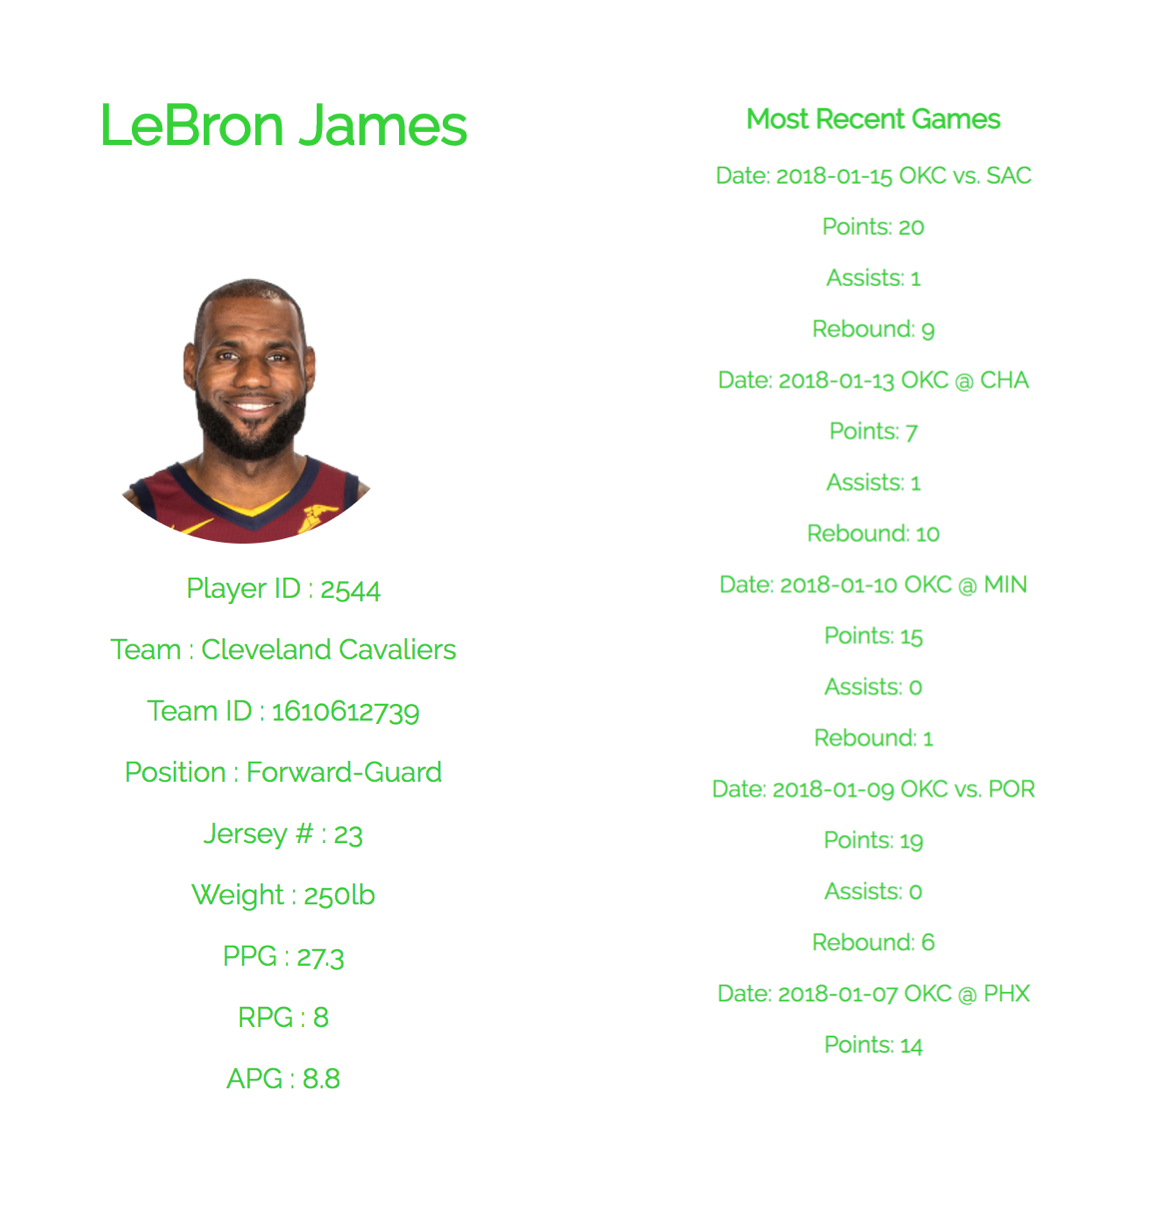 LeBron James
Player ID : 2544
Team : Cleveland Cavaliers
Team ID : 1610612739
Position : Forward-Guard
Jersey # : 23
Weight : 250lb
PPG : 27.3
RPG : 8
APG : 8.8
Most Recent Games
Date: 2018-01-15 OKC vs. SAC
Points: 20
Assists: 1
Rebound: 9
Date: 2018-01-13 OKC @ CHA
Points: 7
Assists: 1
Rebound: 10
Date: 2018-01-10 OKC @ MIN
Points: 15
Assists: 0
Rebound: 1
Date: 2018-01-09 OKC vs. POR
Points: 19
Assists: 0
Rebound: 6
Date: 2018-01-07 OKC @ PHX
Points: 14